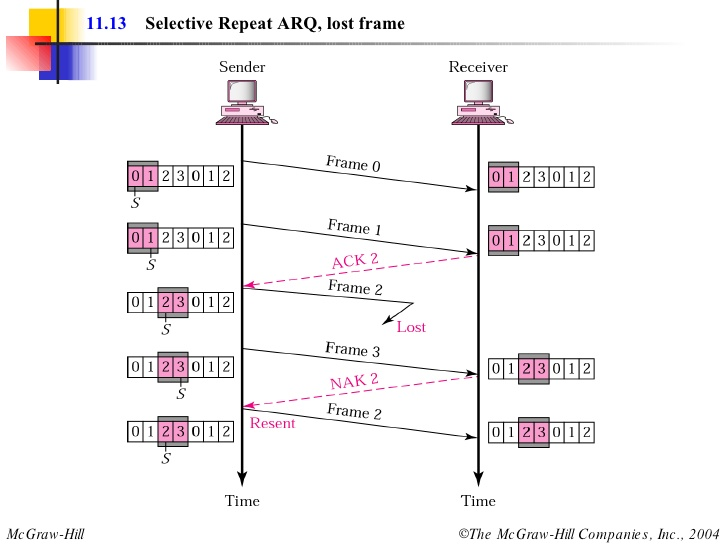 11.13 Selective Repeat ARQ, lost frame
Sender Receiver
Frame 0
0 1 2 3 0 1 2 0 1 2 3 0 1 2
S
Frame 1
0 1 2 3 0 1 2 0 1 2 3 0 1 2
S
ACK 2
Frame 2
0 1 2 3 0 1 2
S
Lost
Frame 3
0 1 2 3 0 1 2 0 1 2 3 0 1 2
S
NAK 2
Frame 2
Resent
0 1 2 3 0 1 2 0 1 2 3 0 1 2
S
Time Time
McGraw-Hill ©The McGraw-Hill Companies, Inc., 2004